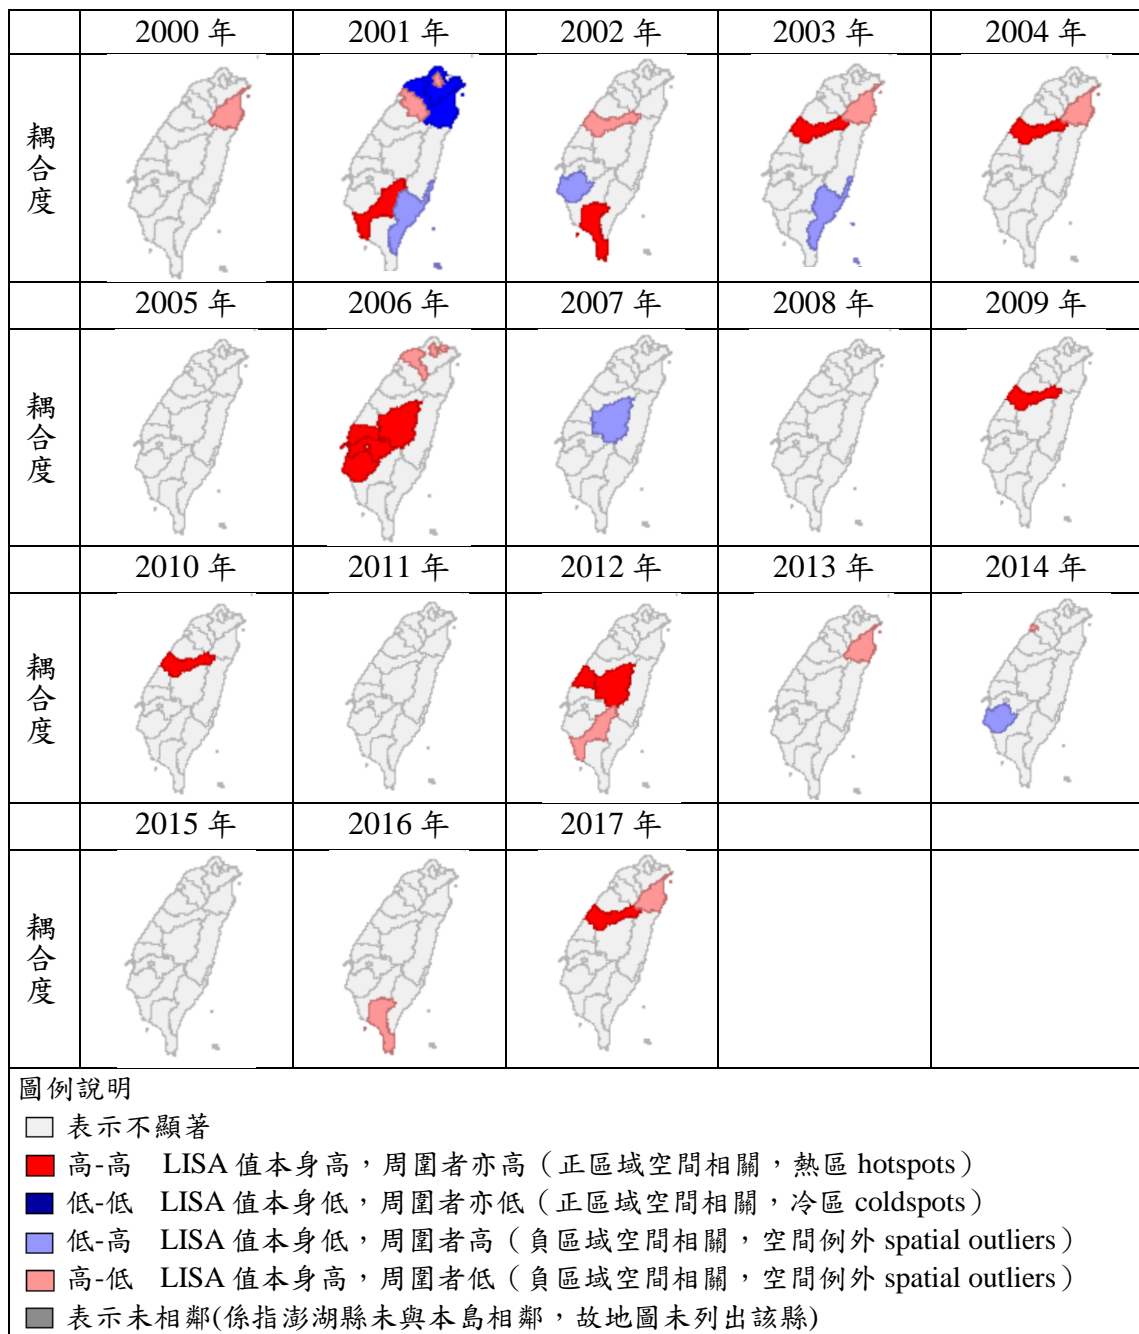 2000 年 2001 年 2002 年 2003 年 2004 年
耦合度
2005 年 2006 年 2007 年 2008 年 2009 年
耦合度
2010 年 2011 年 2012 年 2013 年 2014 年
耦合度
2015 年 2016 年 2017 年
耦合度
圖例說明
表示不顯著
高-高 LISA 值本身高，周圍者亦高（正區域空間相關，熱區 hotspots）
低-低 LISA 值本身低，周圍者亦低（正區域空間相關，冷區 coldspots）
低-高 LISA 值本身低，周圍者高（負區域空間相關，空間例外 spatial outliers）
高-低 LISA 值本身高，周圍者低（負區域空間相關，空間例外 spatial outliers）
表示未相鄰(係指澎湖縣未與本島相鄰，故地圖未列出該縣)